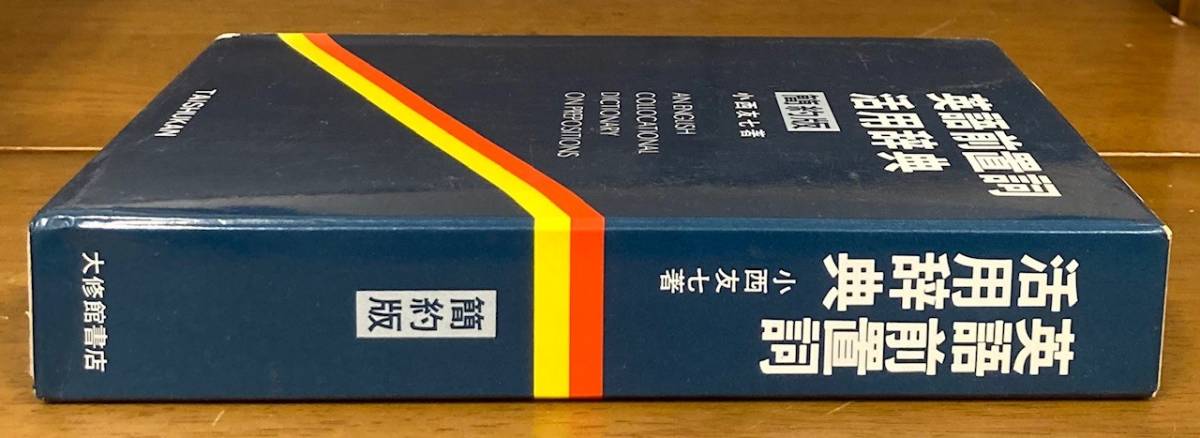 英語前置詞
活用辞典
簡約版
小西友七著
AN ENGLISH
COLLOCATIONAL
DICTIONARY
ON PREPOSITIONS
TAISHUKAN
英語前置詞
活用辞典
小西友七著
簡約版
大修館書店